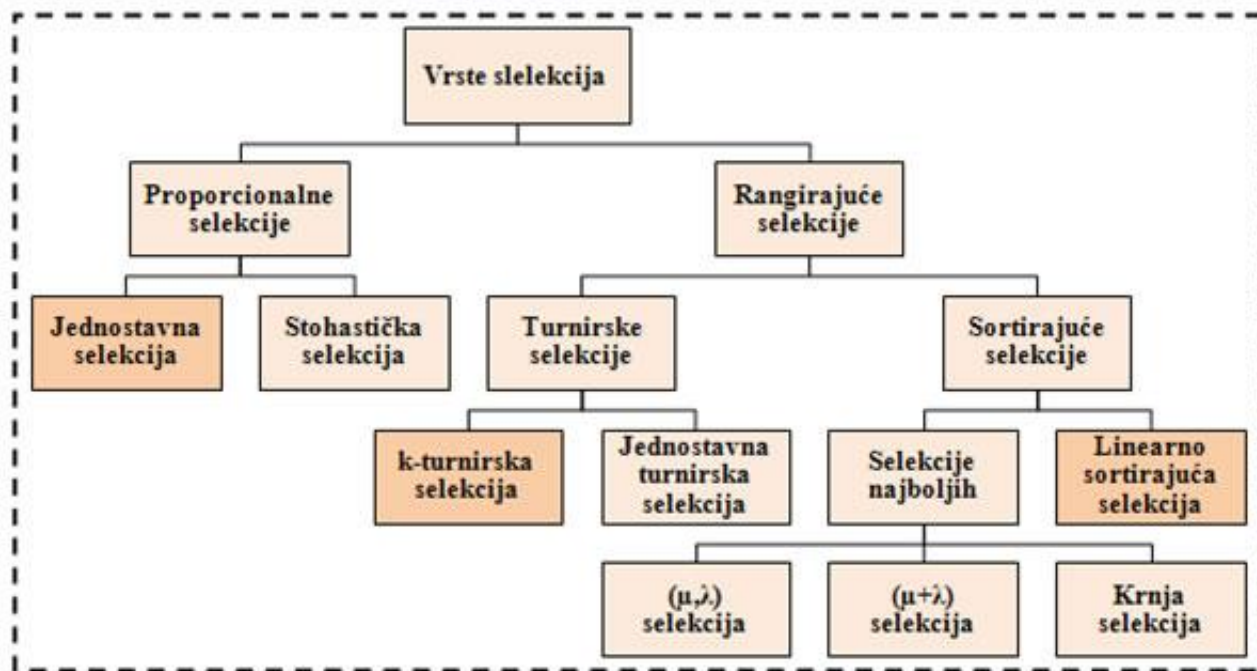 Vrste slelekcija
Proporcionalne
selekcije
Rangirajuće
selekcije
Jednostavna
selekcija
Stohastička
selekcija
Turnirske
selekcije
Sortirajuće
selekcije
k-turnirska
selekcija
Jednostavna
turnirska
selekcija
Selekcije
najboljih
Linearno
sortirajuća
selekcija
(μ,λ)
selekcija
(μ+λ)
selekcija
Krnja
selekcija